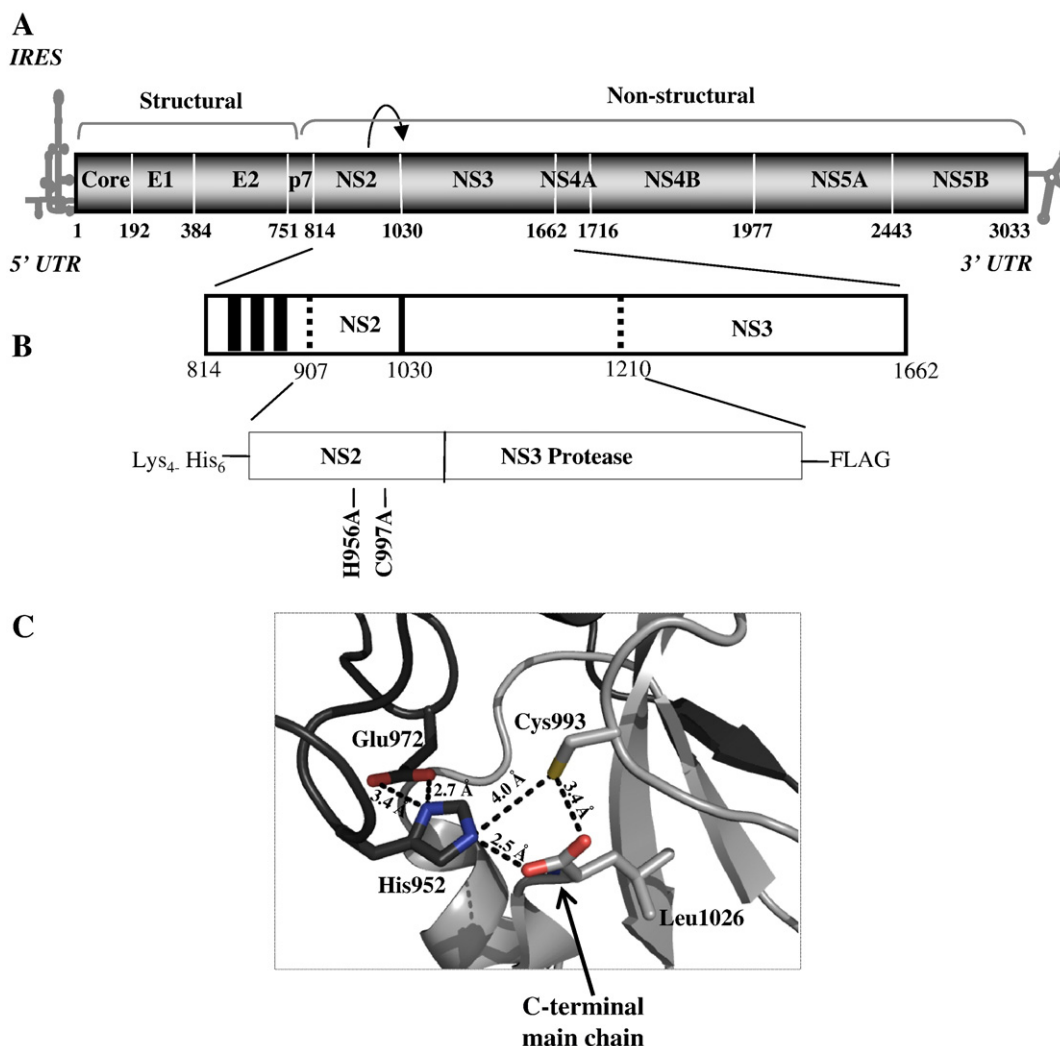 A
IRES
Structural
Non-structural
Core E1 E2 p7 NS2 NS3 NS4A NS4B NS5A NS5B
1 192 384 751 814 1030 1662 1716 1977 2443 3033
5’ UTR
3’ UTR
B
NS2 NS3
814 907 1030 1210 1662
Lys4- His6 NS2 NS3 Protease FLAG
H956A
C997A
C
Cys993
Glu972
3.4 Å
2.7 Å
4.0 Å
3.4 Å
2.5 Å
His952
Leu1026
C-terminal
main chain